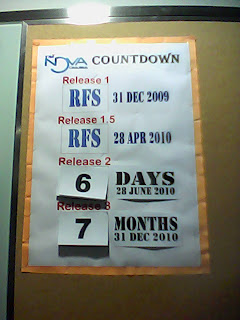 NOVA COUNTDOWN
Release 1
RFS 31 DEC 2009
Release 1.5
RFS 28 APR 2010
Release 2
6 DAYS
28 JUNE 2010
Release 3
7 MONTHS
31 DEC 2010